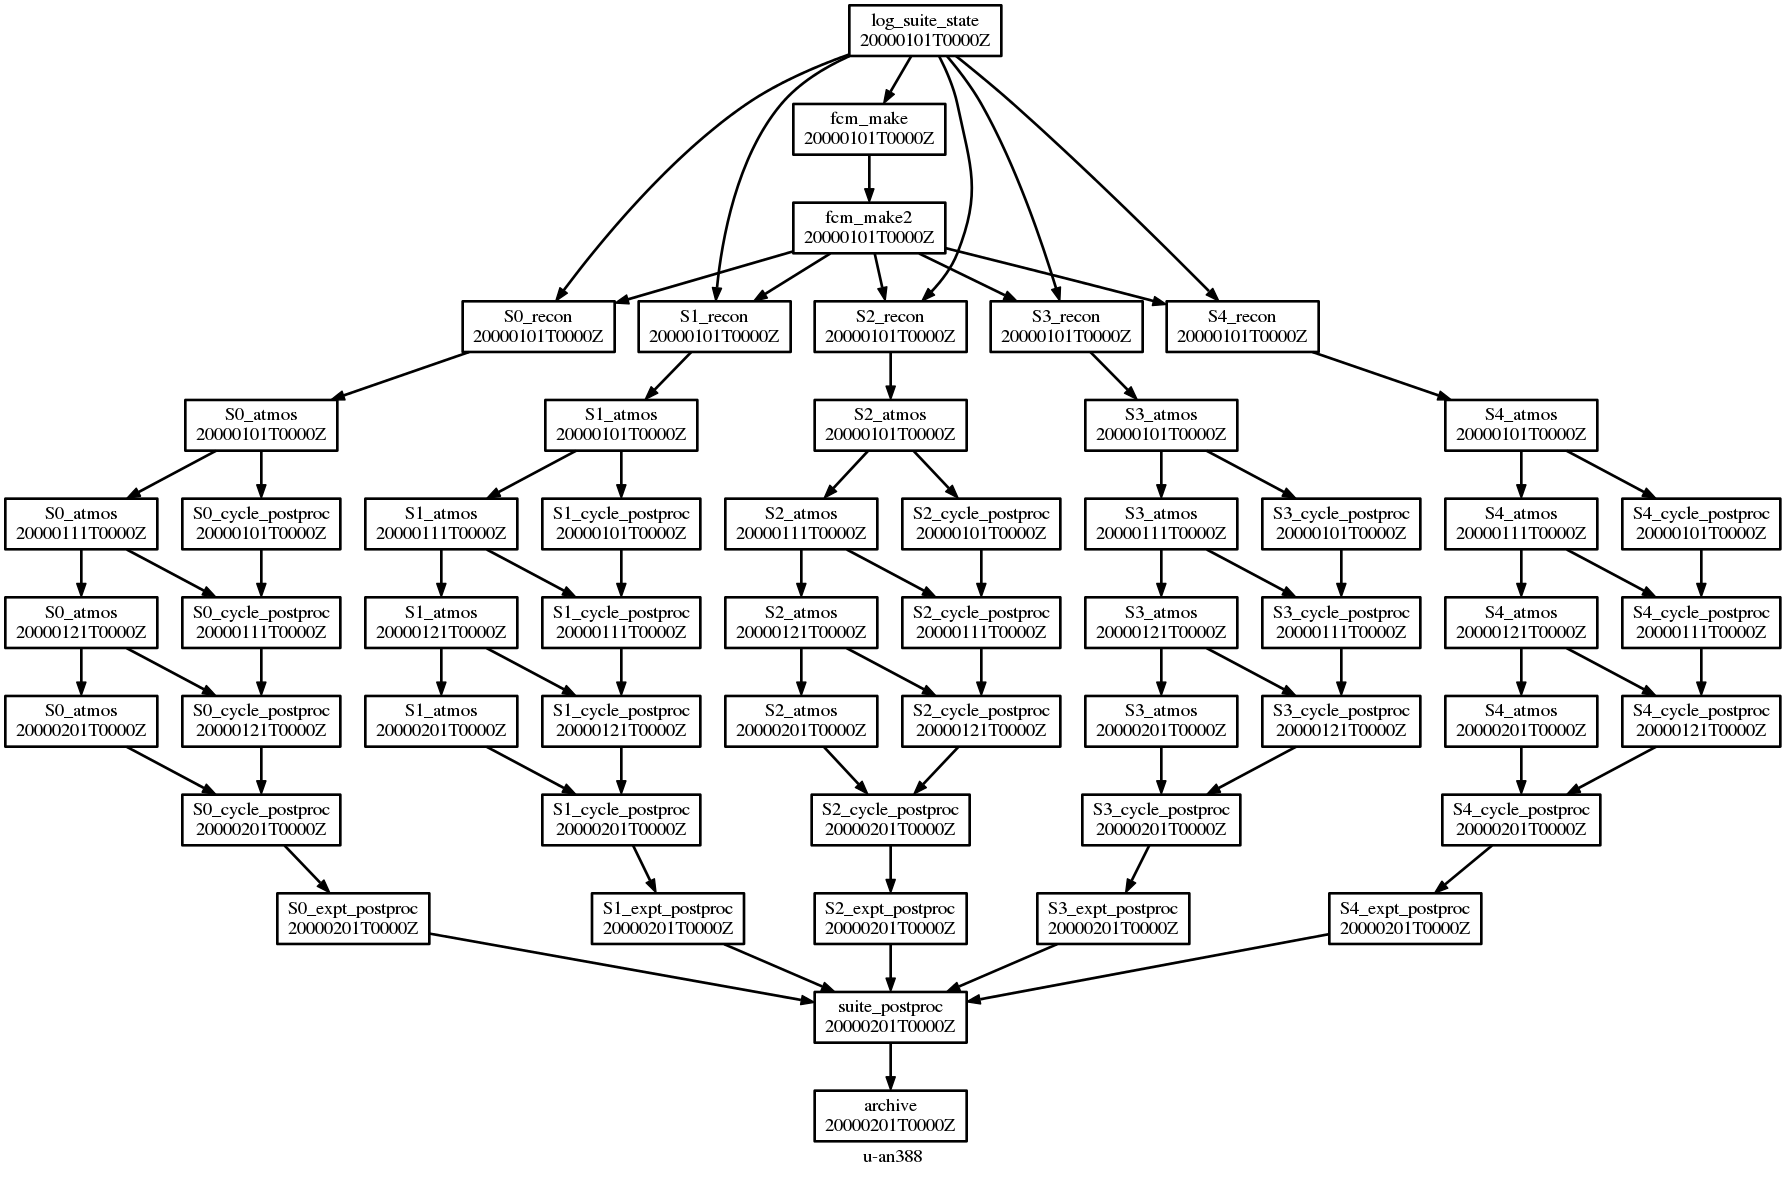 log_suite_state
20000101T0000Z
fcm_make
20000101T0000Z
fcm_make2
20000101T0000Z
S0_recon
20000101T0000Z
S1_recon
20000101T0000Z
S2_recon
20000101T0000Z
S3_recon
20000101T0000Z
S4_recon
20000101T0000Z
S0_atmos
20000101T0000Z
S1_atmos
20000101T0000Z
S2_atmos
20000101T0000Z
S3_atmos
20000101T0000Z
S4_atmos
20000101T0000Z
S0_atmos
20000111T0000Z
S0_cycle_postproc
20000101T0000Z
S1_atmos
20000111T0000Z
S1_cycle_postproc
20000101T0000Z
S2_atmos
20000111T0000Z
S2_cycle_postproc
20000101T0000Z
S3_atmos
20000111T0000Z
S3_cycle_postproc
20000101T0000Z
S4_atmos
20000111T0000Z
S4_cycle_postproc
20000101T0000Z
S0_atmos
20000121T0000Z
S0_cycle_postproc
20000111T0000Z
S1_atmos
20000121T0000Z
S1_cycle_postproc
20000111T0000Z
S2_atmos
20000121T0000Z
S2_cycle_postproc
20000111T0000Z
S3_atmos
20000121T0000Z
S3_cycle_postproc
20000111T0000Z
S4_atmos
20000121T0000Z
S4_cycle_postproc
20000111T0000Z
S0_atmos
20000201T0000Z
S0_cycle_postproc
20000121T0000Z
S1_atmos
20000201T0000Z
S1_cycle_postproc
20000121T0000Z
S2_atmos
20000201T0000Z
S2_cycle_postproc
20000121T0000Z
S3_atmos
20000201T0000Z
S3_cycle_postproc
20000121T0000Z
S4_atmos
20000201T0000Z
S4_cycle_postproc
20000121T0000Z
S0_cycle_postproc
20000201T0000Z
S1_cycle_postproc
20000201T0000Z
S2_cycle_postproc
20000201T0000Z
S3_cycle_postproc
20000201T0000Z
S4_cycle_postproc
20000201T0000Z
S0_expt_postproc
20000201T0000Z
S1_expt_postproc
20000201T0000Z
S2_expt_postproc
20000201T0000Z
S3_expt_postproc
20000201T0000Z
S4_expt_postproc
20000201T0000Z
suite_postproc
20000201T0000Z
archive
20000201T0000Z
u-an388